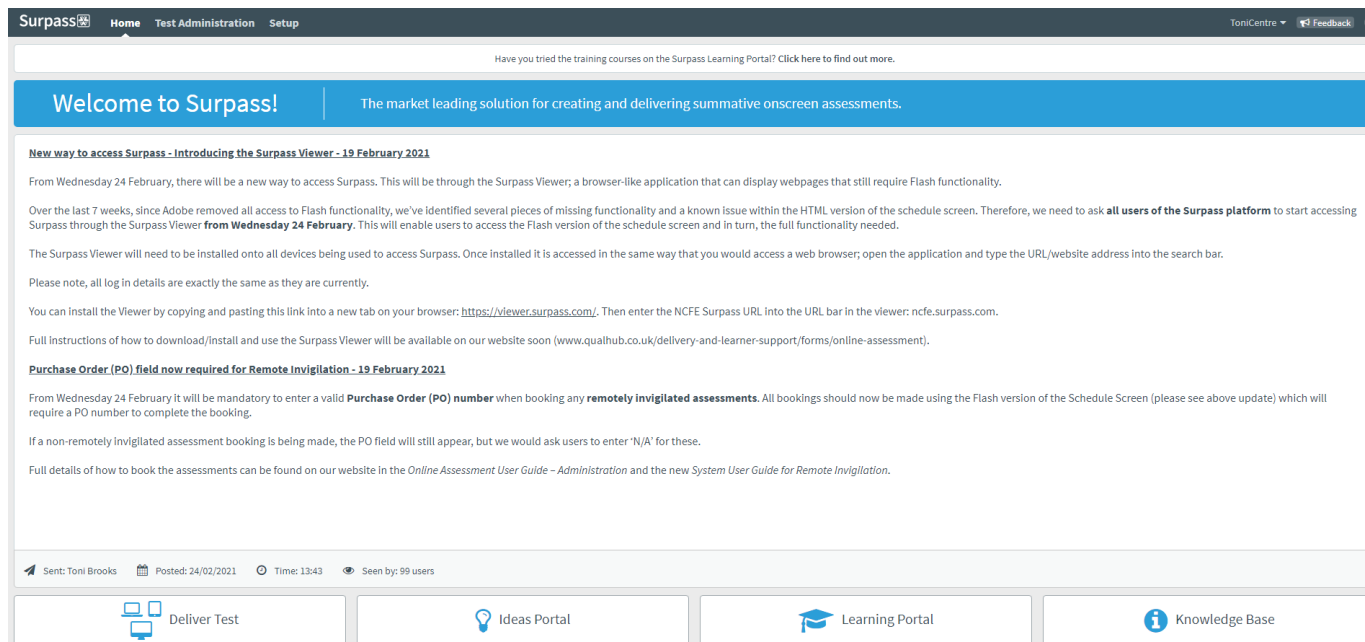 Surpass Home Test Administration Setup ToniCentre Feedback
Have you tried the training courses on the Surpass Learning Portal? Click here to find out more.
Welcome to Surpass! The market leading solution for creating and delivering summative onscreen assessments.
New way to access Surpass - Introducing the Surpass Viewer - 19 February 2021
From Wednesday 24 February, there will be a new way to access Surpass. This will be through the Surpass Viewer; a browser-like application that can display webpages that still require Flash functionality.
Over the last 7 weeks, since Adobe removed all access to Flash functionality, we've identified several pieces of missing functionality and a known issue within the HTML version of the schedule screen. Therefore, we need to ask all users of the Surpass platform to start accessing
Surpass through the Surpass Viewer from Wednesday 24 February. This will enable users to access the Flash version of the schedule screen and in turn, the full functionality needed.
The Surpass Viewer will need to be installed onto all devices being used to access Surpass. Once installed it is accessed in the same way that you would access a web browser; open the application and type the URL/website address into the search bar.
Please note, all log in details are exactly the same as they are currently.
You can install the Viewer by copying and pasting this link into a new tab on your browser: https://viewer.surpass.com/. Then enter the NCFE Surpass URL into the URL bar in the viewer: ncfe.surpass.com.
Full instructions of how to download/install and use the Surpass Viewer will be available on our website soon (www.qualhub.co.uk/delivery-and-learner-support/forms/online-assessment).
Purchase Order (PO) field now required for Remote Invigilation - 19 February 2021
From Wednesday 24 February it will be mandatory to enter a valid Purchase Order (PO) number when booking any remotely invigilated assessments. All bookings should now be made using the Flash version of the Schedule Screen (please see above update) which will
require a PO number to complete the booking.
If a non-remotely invigilated assessment booking is being made, the PO field will still appear, but we would ask users to enter 'N/A' for these.
Full details of how to book the assessments can be found on our website in the Online Assessment User Guide – Administration and the new System User Guide for Remote Invigilation.
Sent: Toni Brooks Posted: 24/02/2021 Time: 13:43 Seen by: 99 users
Deliver Test Ideas Portal Learning Portal Knowledge Base